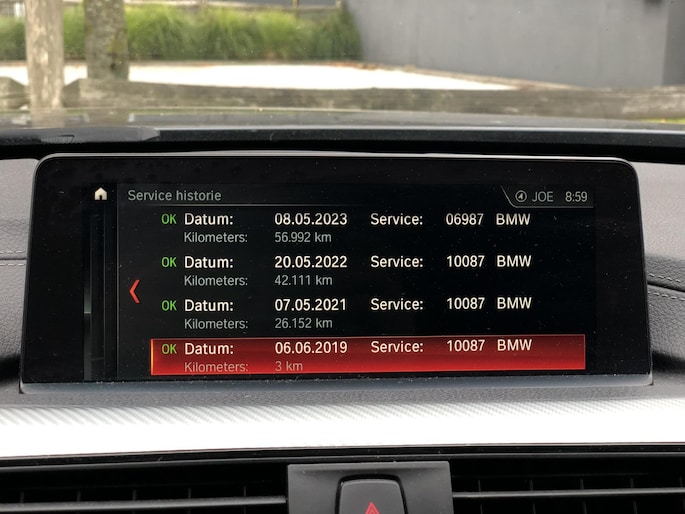 Service historie JOE 8:59
OK Datum: 08.05.2023 Service: 06987 BMW
Kilometers: 56.992 km
OK Datum: 20.05.2022 Service: 10087 BMW
Kilometers: 42.111 km
OK Datum: 07.05.2021 Service: 10087 BMW
Kilometers: 26.152 km
OK Datum: 06.06.2019 Service: 10087 BMW
Kilometers: 3 km